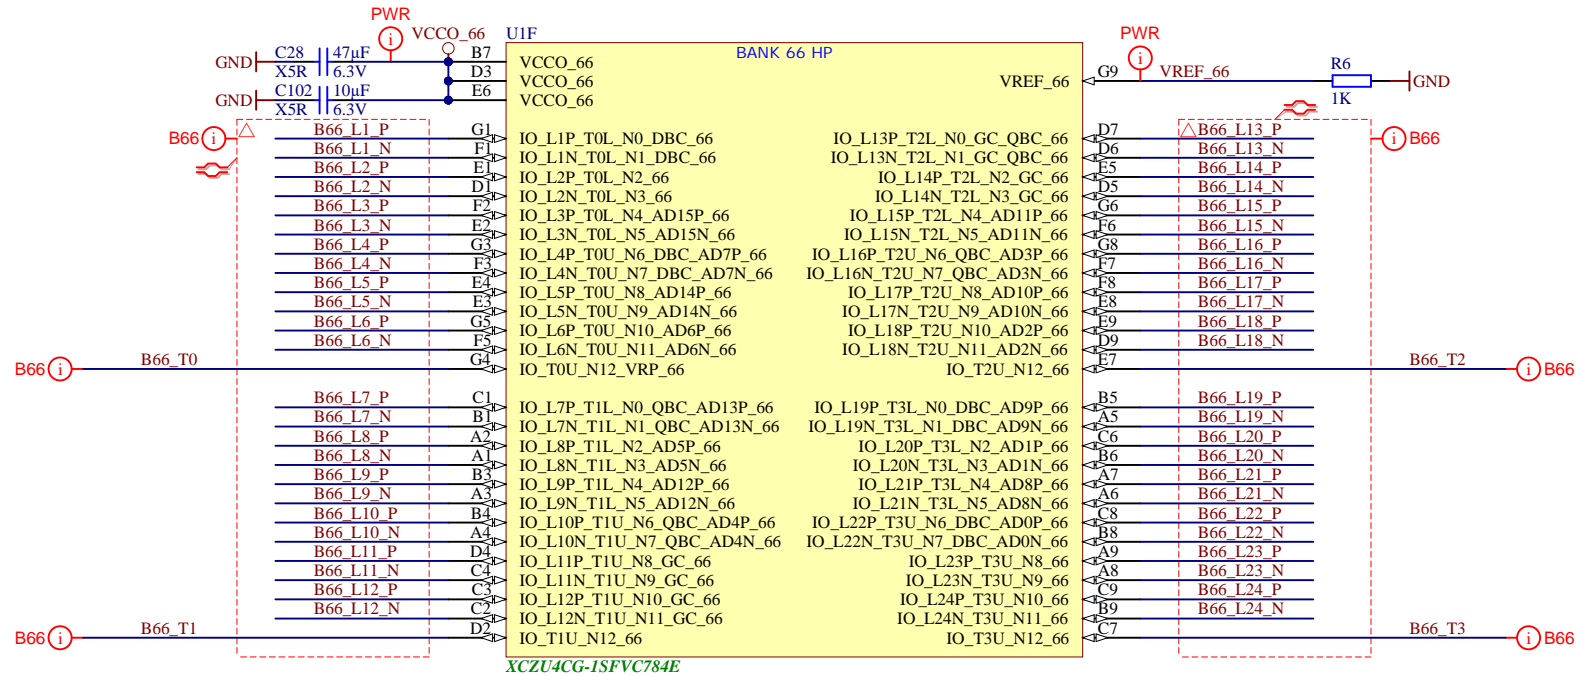 PWR
VCCO_66
U1F
PWR
BANK 66 HP
GND C28 47µF B7 VCCO_66
X5R 6.3V
D3 VCCO_66
VREF_66 G9 VREF_66 R6 GND
1K
GND C102 10µF E6 VCCO_66
X5R 6.3V
B66 i B66_L1_P G1 IO_L1P_T0L_N0_DBC_66 IO_L13P_T2L_N0_GC_QBC_66 D7 B66_L13_P i B66
B66_L1_N F1 IO_L1N_T0L_N1_DBC_66 IO_L13N_T2L_N1_GC_QBC_66 D6 B66_L13_N
B66_L2_P E1 IO_L2P_T0L_N2_66 IO_L14P_T2L_N2_GC_66 E5 B66_L14_P
B66_L2_N D1 IO_L2N_T0L_N3_66 IO_L14N_T2L_N3_GC_66 D5 B66_L14_N
B66_L3_P F2 IO_L3P_T0L_N4_AD15P_66 IO_L15P_T2L_N4_AD11P_66 G6 B66_L15_P
B66_L3_N E2 IO_L3N_T0L_N5_AD15N_66 IO_L15N_T2L_N5_AD11N_66 F6 B66_L15_N
B66_L4_P G3 IO_L4P_T0U_N6_DBC_AD7P_66 IO_L16P_T2U_N6_QBC_AD3P_66 G8 B66_L16_P
B66_L4_N F3 IO_L4N_T0U_N7_DBC_AD7N_66 IO_L16N_T2U_N7_QBC_AD3N_66 F7 B66_L16_N
B66_L5_P E4 IO_L5P_T0U_N8_AD14P_66 IO_L17P_T2U_N8_AD10P_66 F8 B66_L17_P
B66_L5_N E3 IO_L5N_T0U_N9_AD14N_66 IO_L17N_T2U_N9_AD10N_66 E8 B66_L17_N
B66_L6_P G5 IO_L6P_T0U_N10_AD6P_66 IO_L18P_T2U_N10_AD2P_66 E9 B66_L18_P
B66_L6_N F5 IO_L6N_T0U_N11_AD6N_66 IO_L18N_T2U_N11_AD2N_66 D9 B66_L18_N
B66 i B66_T0 G4 IO_T0U_N12_VRP_66 IO_T2U_N12_66 E7 B66_T2 i B66
B66_L7_P C1 IO_L7P_T1L_N0_QBC_AD13P_66 IO_L19P_T3L_N0_DBC_AD9P_66 B5 B66_L19_P
B66_L7_N B1 IO_L7N_T1L_N1_QBC_AD13N_66 IO_L19N_T3L_N1_DBC_AD9N_66 A5 B66_L19_N
B66_L8_P A2 IO_L8P_T1L_N2_AD5P_66 IO_L20P_T3L_N2_AD1P_66 C6 B66_L20_P
B66_L8_N A1 IO_L8N_T1L_N3_AD5N_66 IO_L20N_T3L_N3_AD1N_66 B6 B66_L20_N
B66_L9_P B3 IO_L9P_T1L_N4_AD12P_66 IO_L21P_T3L_N4_AD8P_66 A7 B66_L21_P
B66_L9_N A3 IO_L9N_T1L_N5_AD12N_66 IO_L21N_T3L_N5_AD8N_66 A6 B66_L21_N
B66_L10_P B4 IO_L10P_T1U_N6_QBC_AD4P_66 IO_L22P_T3U_N6_DBC_AD0P_66 C8 B66_L22_P
B66_L10_N A4 IO_L10N_T1U_N7_QBC_AD4N_66 IO_L22N_T3U_N7_DBC_AD0N_66 B8 B66_L22_N
B66_L11_P D4 IO_L11P_T1U_N8_GC_66 IO_L23P_T3U_N8_66 A9 B66_L23_P
B66_L11_N C4 IO_L11N_T1U_N9_GC_66 IO_L23N_T3U_N9_66 A8 B66_L23_N
B66_L12_P C3 IO_L12P_T1U_N10_GC_66 IO_L24P_T3U_N10_66 C9 B66_L24_P
B66_L12_N C2 IO_L12N_T1U_N11_GC_66 IO_L24N_T3U_N11_66 B9 B66_L24_N
B66 i B66_T1 D2 IO_T1U_N12_66 IO_T3U_N12_66 C7 B66_T3 i B66
XCZU4CG-1SFVC784E